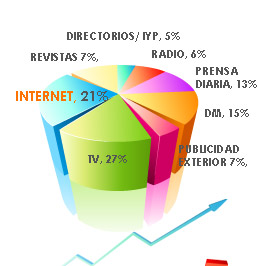 DIRECTORIOS/ IYP, 5%
REVISTAS 7%,
RADIO, 6%
INTERNET, 21%
PRENSA
DIARIA, 13%
DM, 15%
TV, 27%
PUBLICIDAD
EXTERIOR 7%,